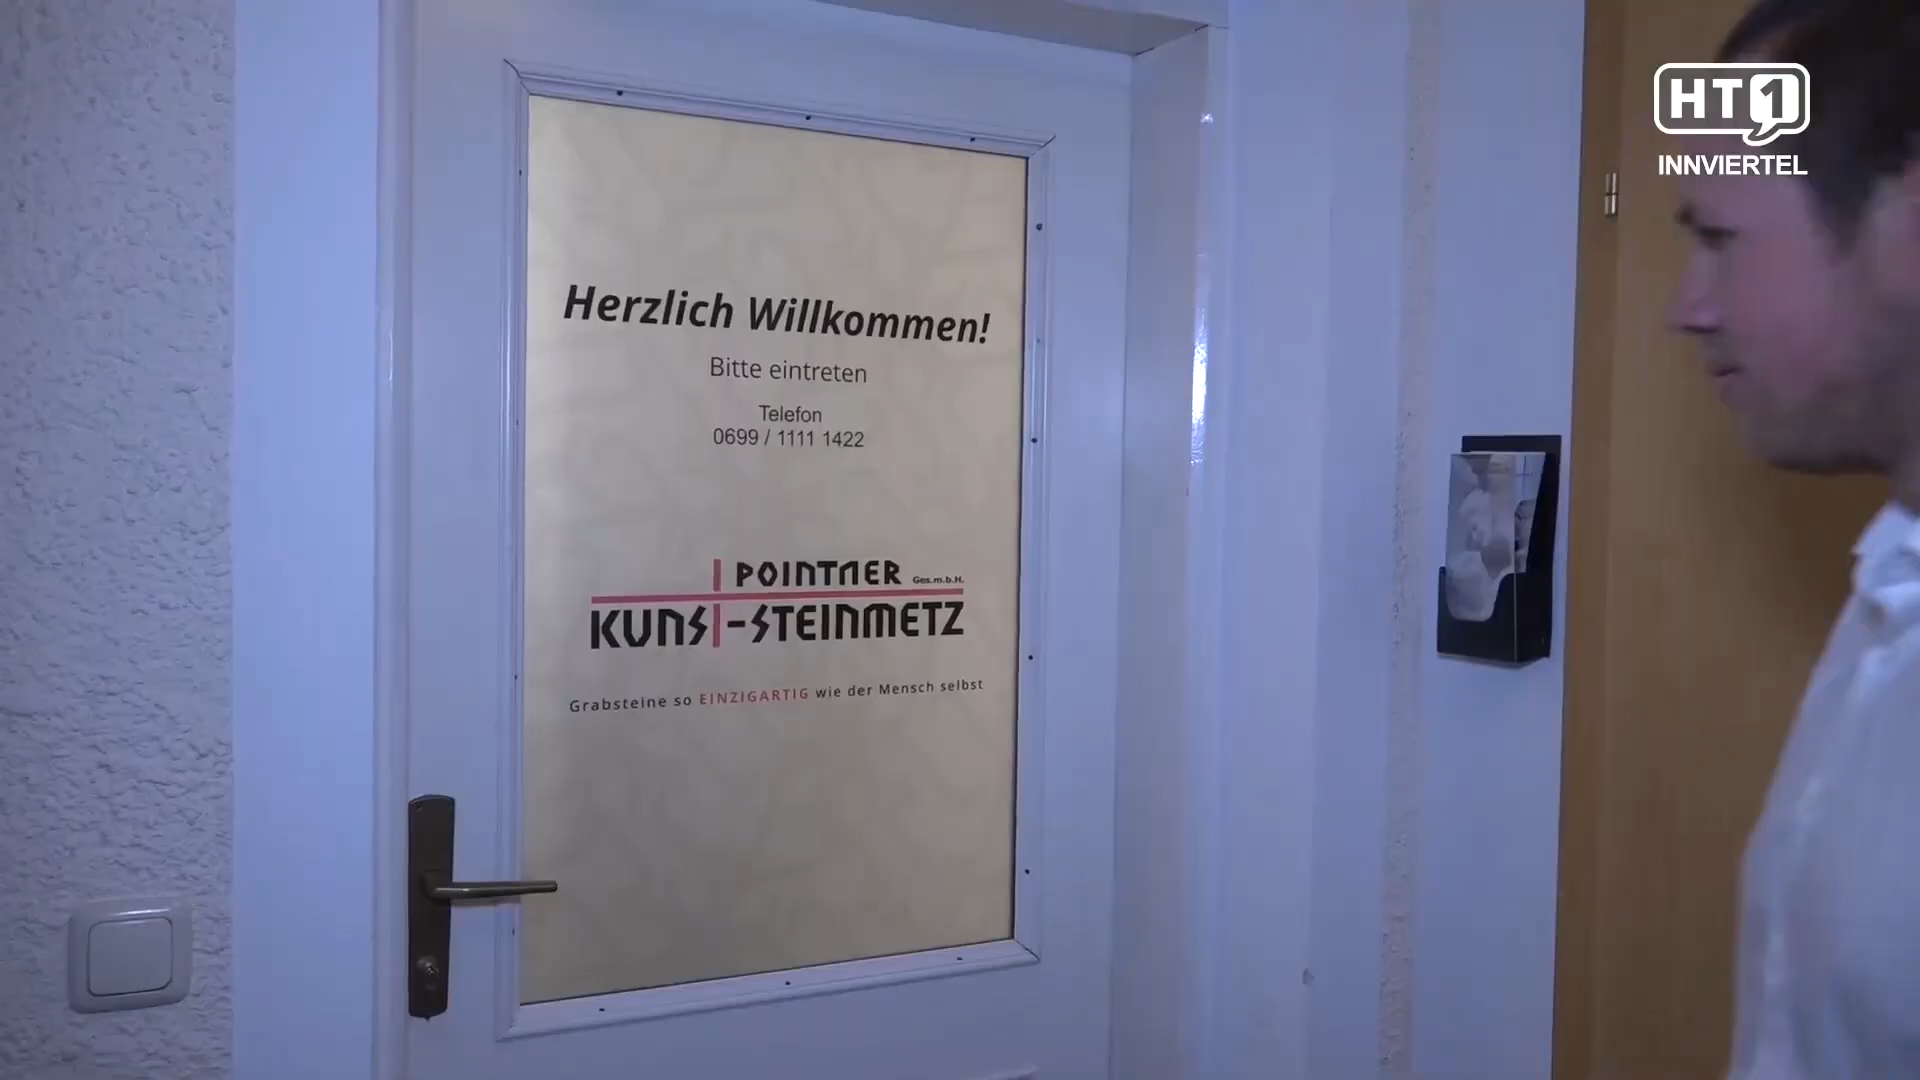 HT1
INNVIERTEL
Herzlich Willkommen!
Bitte eintreten
Telefon
0699 / 1111 1422
POINTNER Ges.m.b.H.
KUNST-STEINMETZ
Grabsteine so EINZIGARTIG wie der Mensch selbst